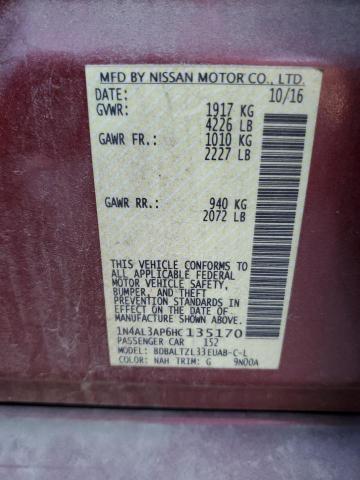 MFD BY NISSAN MOTOR CO., LTD.
DATE: 10/16
GVWR: 1917 KG
4226 LB
GAWR FR: 1010 KG
2227 LB
GAWR RR: 940 KG
2072 LB
THIS VEHICLE CONFORMS TO
ALL APPLICABLE U.S. FEDERAL
MOTOR VEHICLE SAFETY,
BUMPER, AND THEFT
PREVENTION STANDARDS
IN EFFECT ON THE DATE OF
MANUFACTURE SHOWN ABOVE.
1N4AL3AP6HC135170
PASSENGER CAR 152
MODEL: BDBALTZL33EUAB-C-L
COLOR: NAH TRIM: G 9N00A